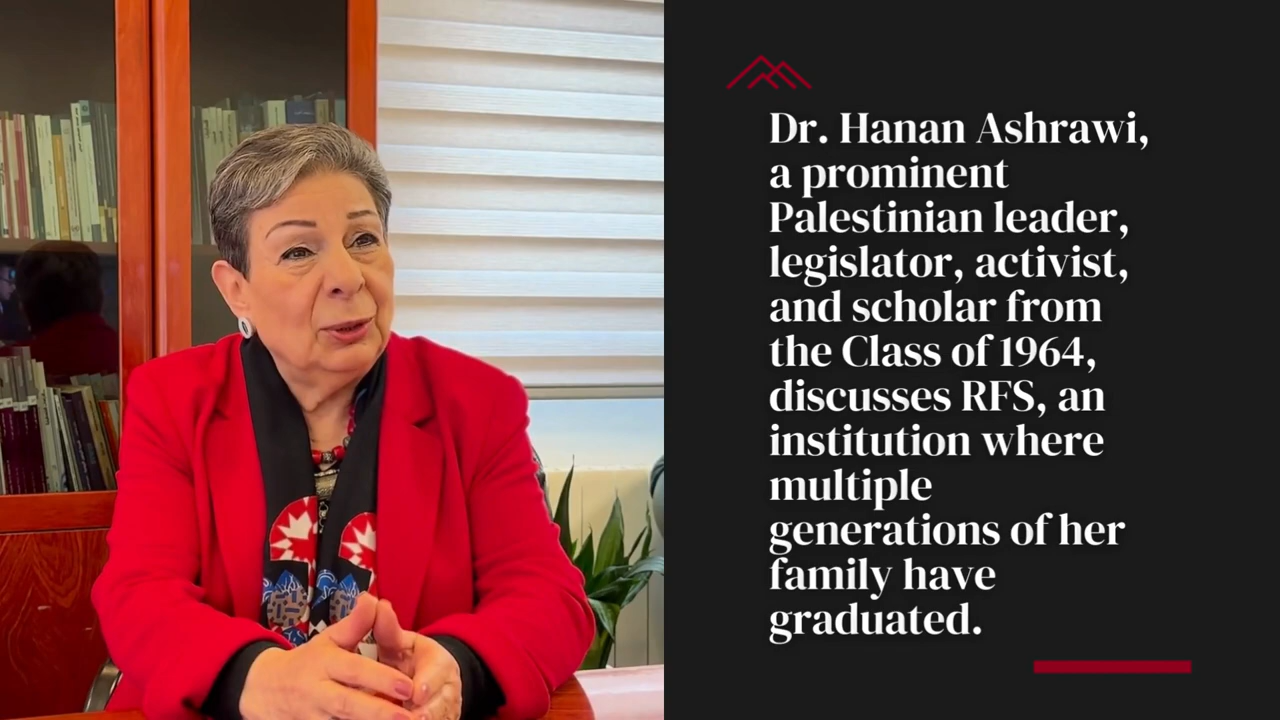 Dr. Hanan Ashrawi,
a prominent
Palestinian leader,
legislator, activist,
and scholar from
the Class of 1964,
discusses RFS, an
institution where
multiple
generations of her
family have
graduated.